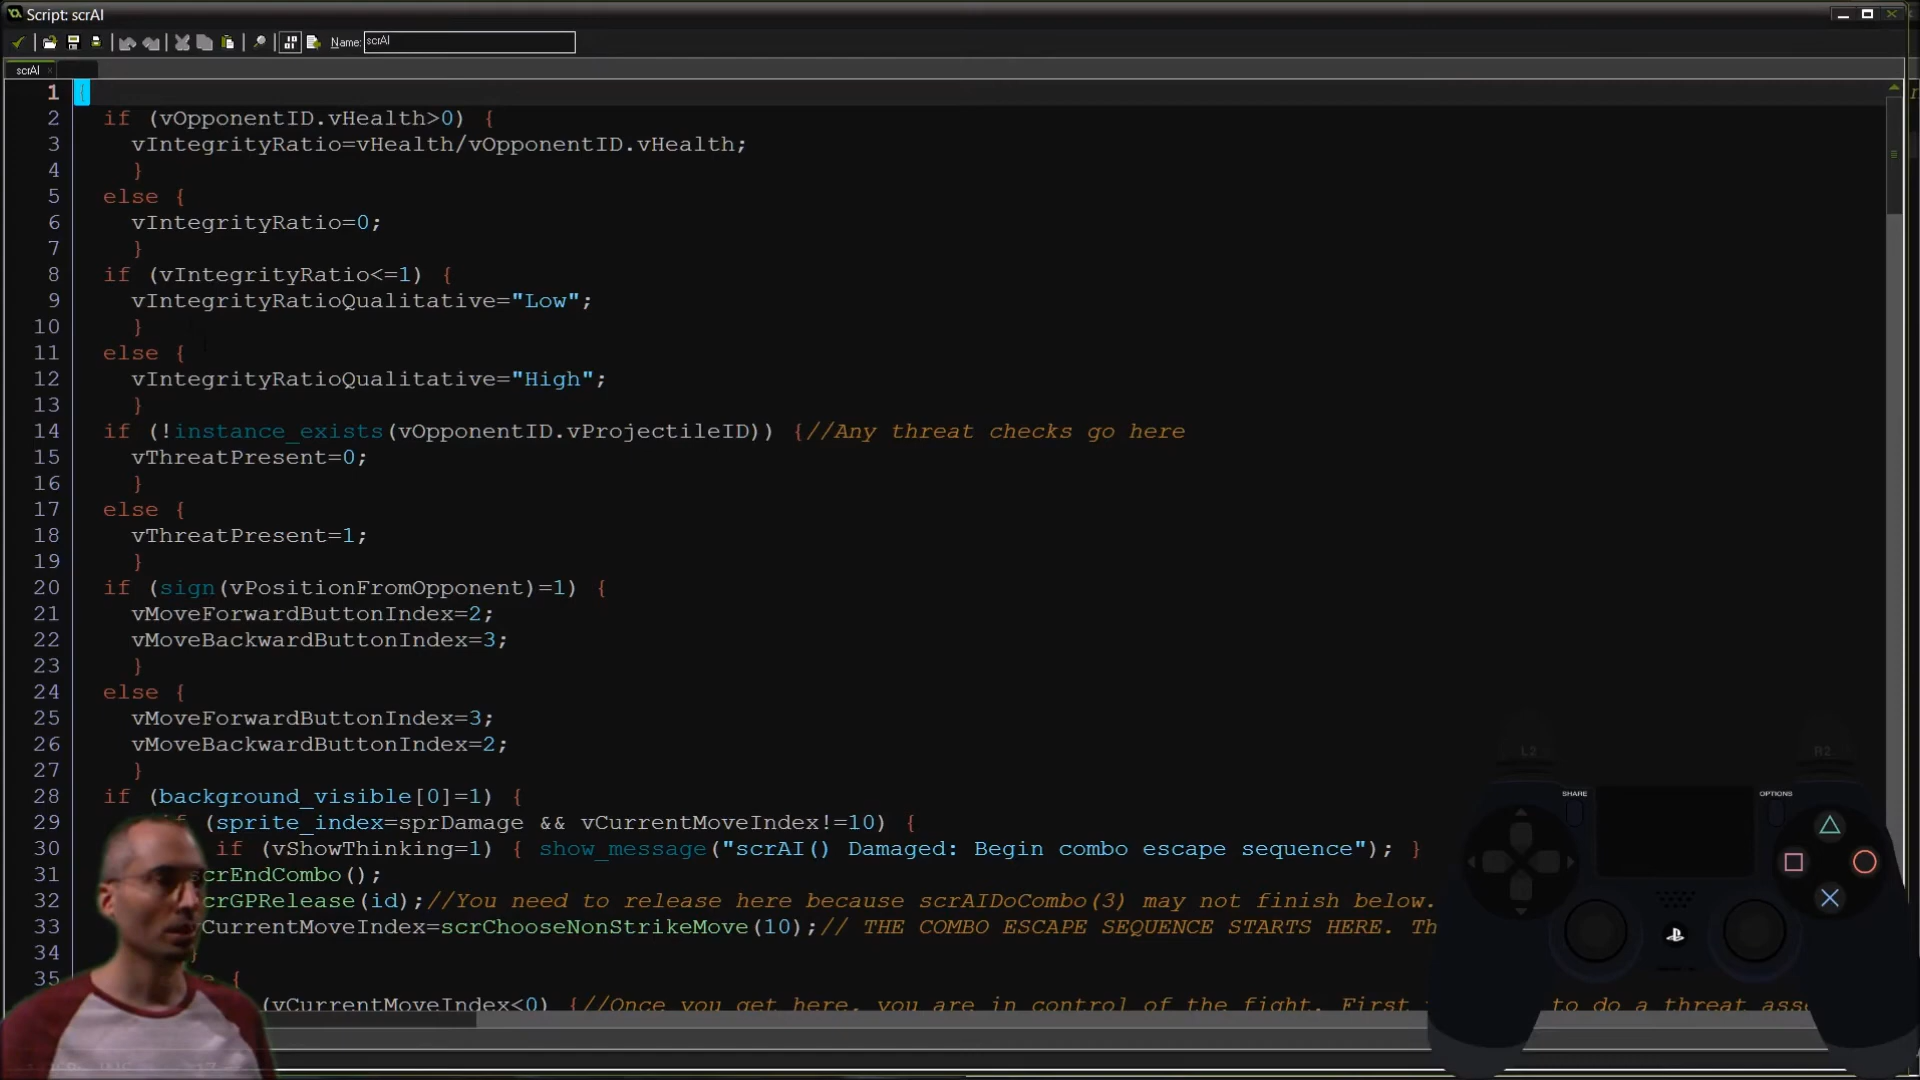 Script: scrAI
Name: scrAI
scrAI
1 {
2 if (vOpponentID.vHealth>0) {
3 vIntegrityRatio=vHealth/vOpponentID.vHealth;
4 }
5 else {
6 vIntegrityRatio=0;
7 }
8 if (vIntegrityRatio<=1) {
9 vIntegrityRatioQualitative="Low";
10 }
11 else {
12 vIntegrityRatioQualitative="High";
13 }
14 if (!instance_exists(vOpponentID.vProjectileID)) {//Any threat checks go here
15 vThreatPresent=0;
16 }
17 else {
18 vThreatPresent=1;
19 }
20 if (sign(vPositionFromOpponent)=1) {
21 vMoveForwardButtonIndex=2;
22 vMoveBackwardButtonIndex=3;
23 }
24 else {
25 vMoveForwardButtonIndex=3;
26 vMoveBackwardButtonIndex=2;
27 }
28 if (background_visible[0]=1) {
29 if (sprite_index=sprDamage && vCurrentMoveIndex!=10) {
30 if (vShowThinking=1) { show_message("scrAI() Damaged: Begin combo escape sequence"); }
31 scrEndCombo();
32 crGPRelease(id);//You need to release here because scrAIDoCombo(3) may not finish below.
33 CurrentMoveIndex=scrChooseNonStrikeMove(10);// THE COMBO ESCAPE SEQUENCE STARTS HERE. Th
34 }
35 {
(vCurrentMoveIndex<0) {//Once you get here, you are in control of the fight. First to do a threat ass
L2
R2
SHARE
OPTIONS